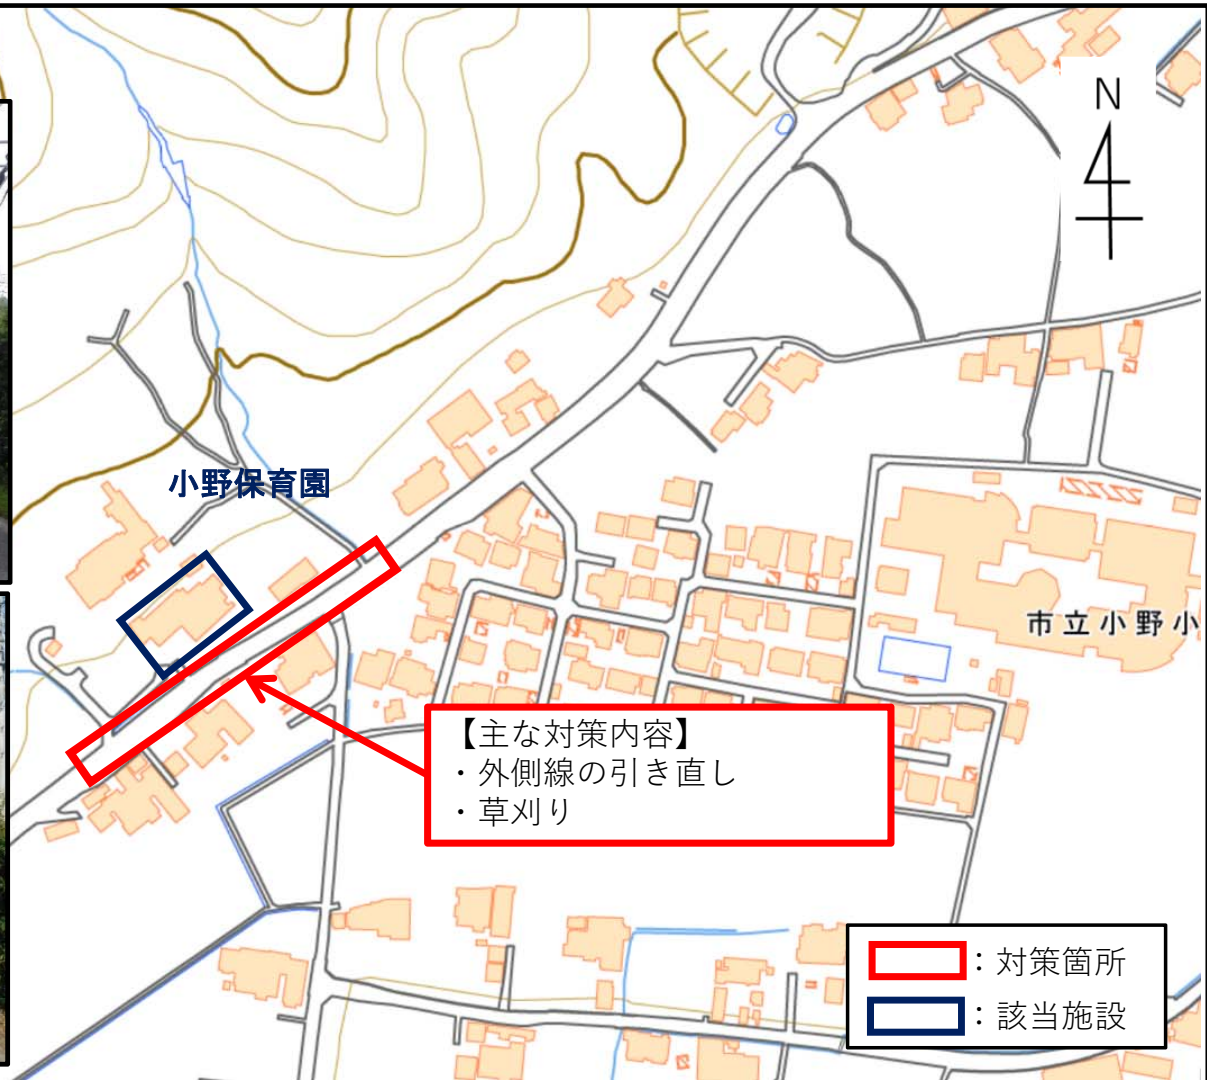 N
小野保育園
市立小野小
【主な対策内容】
・外側線の引き直し
・草刈り
：対策箇所
：該当施設